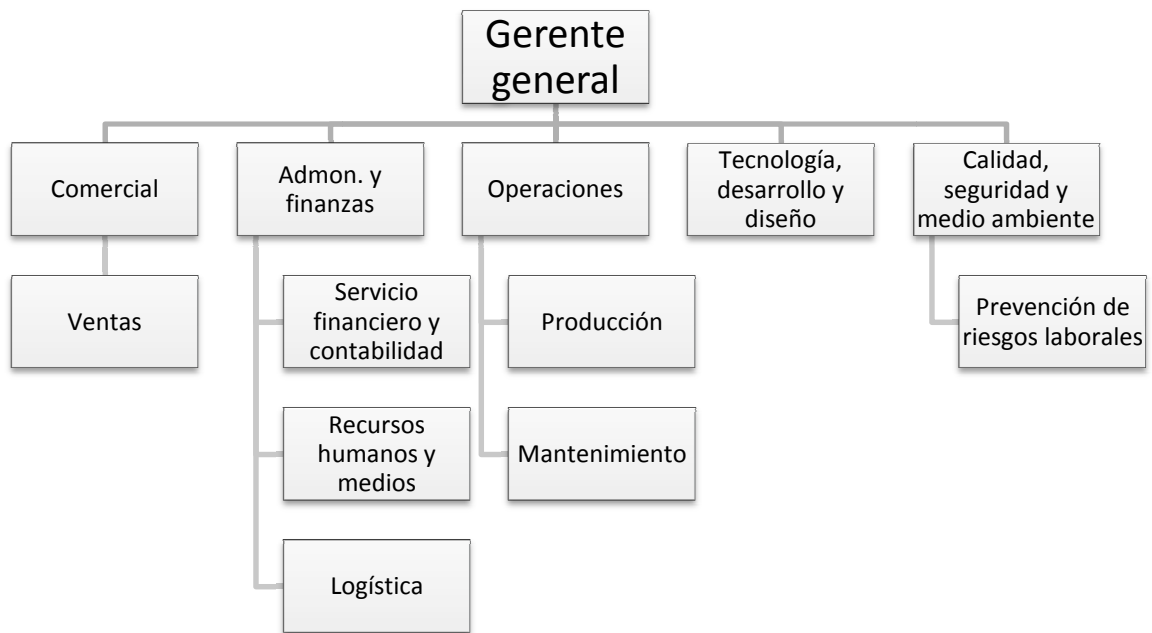 Gerente
general
Comercial
Admon. y
finanzas
Operaciones
Tecnología,
desarrollo y
diseño
Calidad,
seguridad y
medio ambiente
Ventas
Servicio
financiero y
contabilidad
Producción
Prevención de
riesgos laborales
Recursos
humanos y
medios
Mantenimiento
Logística